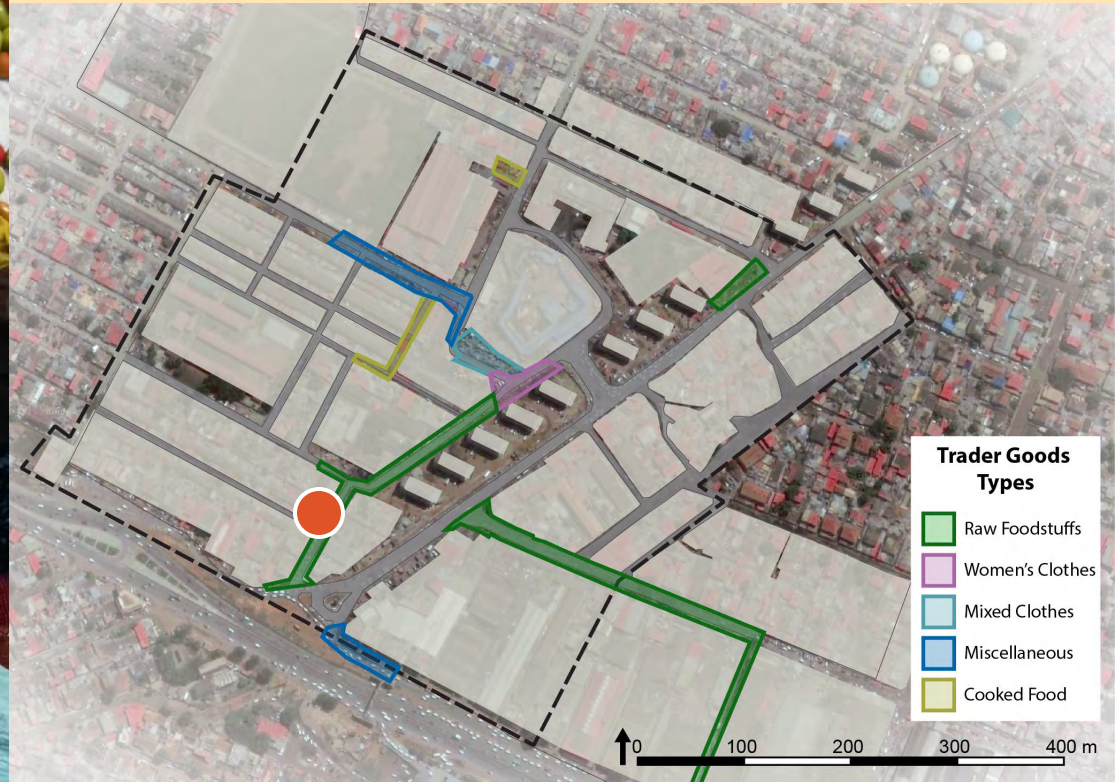 Trader Goods
Types
Raw Foodstuffs
Women's Clothes
Mixed Clothes
Miscellaneous
Cooked Food
0 100 200 300 400 m